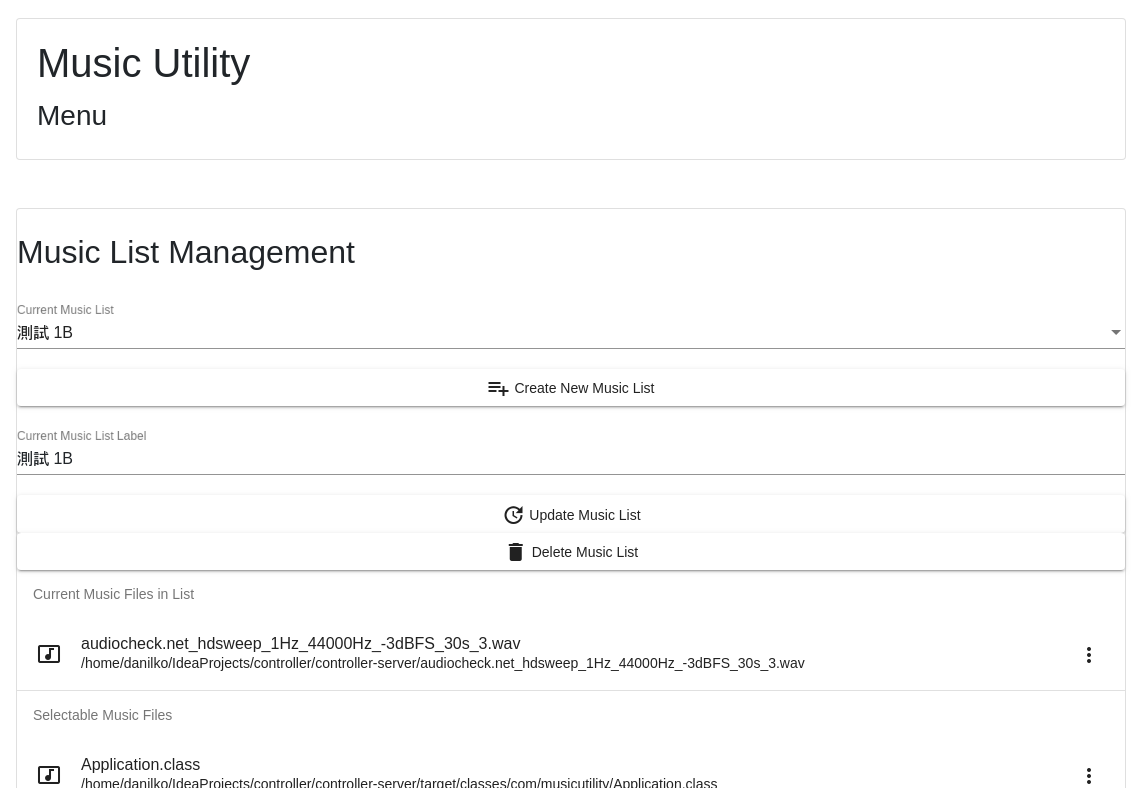 Music Utility
Menu
Music List Management
Current Music List
測試 1B
Create New Music List
Current Music List Label
測試 1B
Update Music List
Delete Music List
Current Music Files in List
audiocheck.net_hdsweep_1Hz_44000Hz_-3dBFS_30s_3.wav
/home/danilko/IdeaProjects/controller/controller-server/audiocheck.net_hdsweep_1Hz_44000Hz_-3dBFS_30s_3.wav
Selectable Music Files
Application.class
/home/danilko/IdeaProjects/controller/controller-server/target/classes/com/musicutility/Application.class